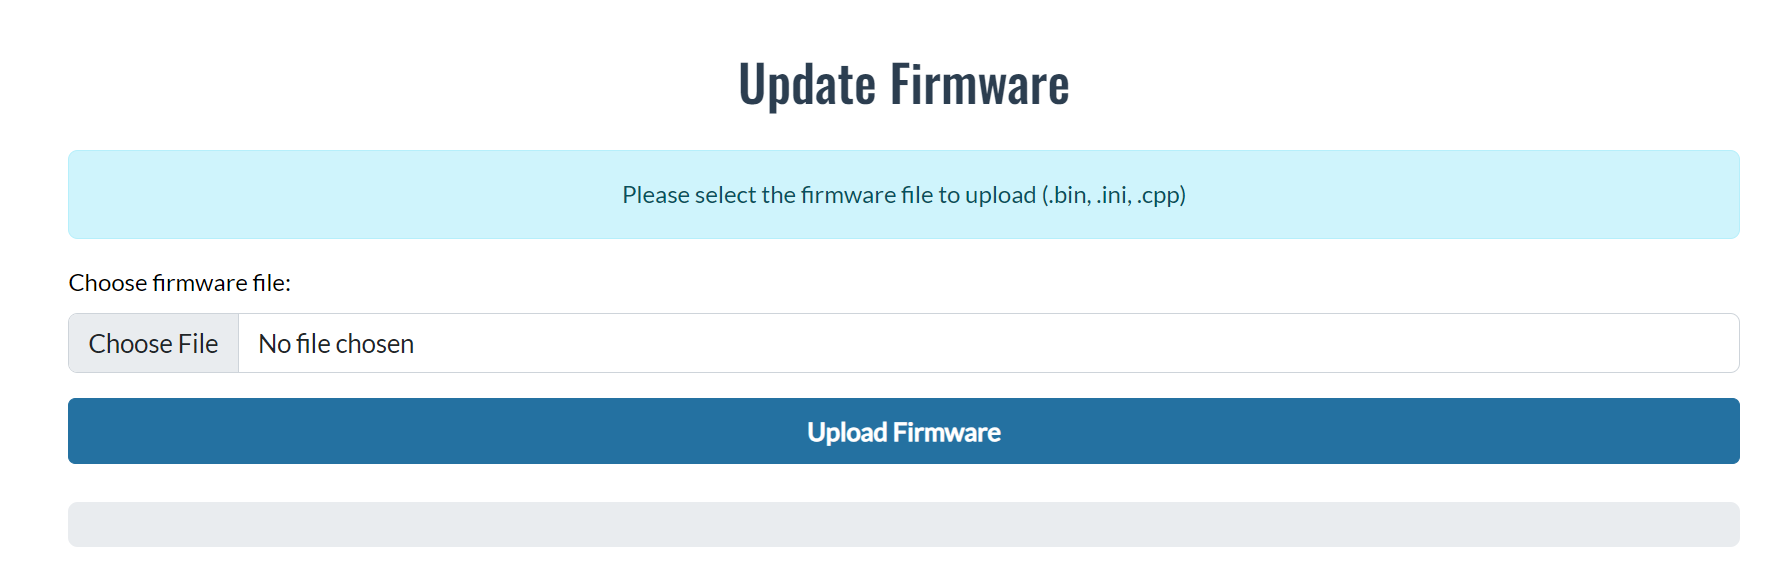 Update Firmware
Please select the firmware file to upload (.bin, .ini, .cpp)
Choose firmware file:
Choose File No file chosen
Upload Firmware